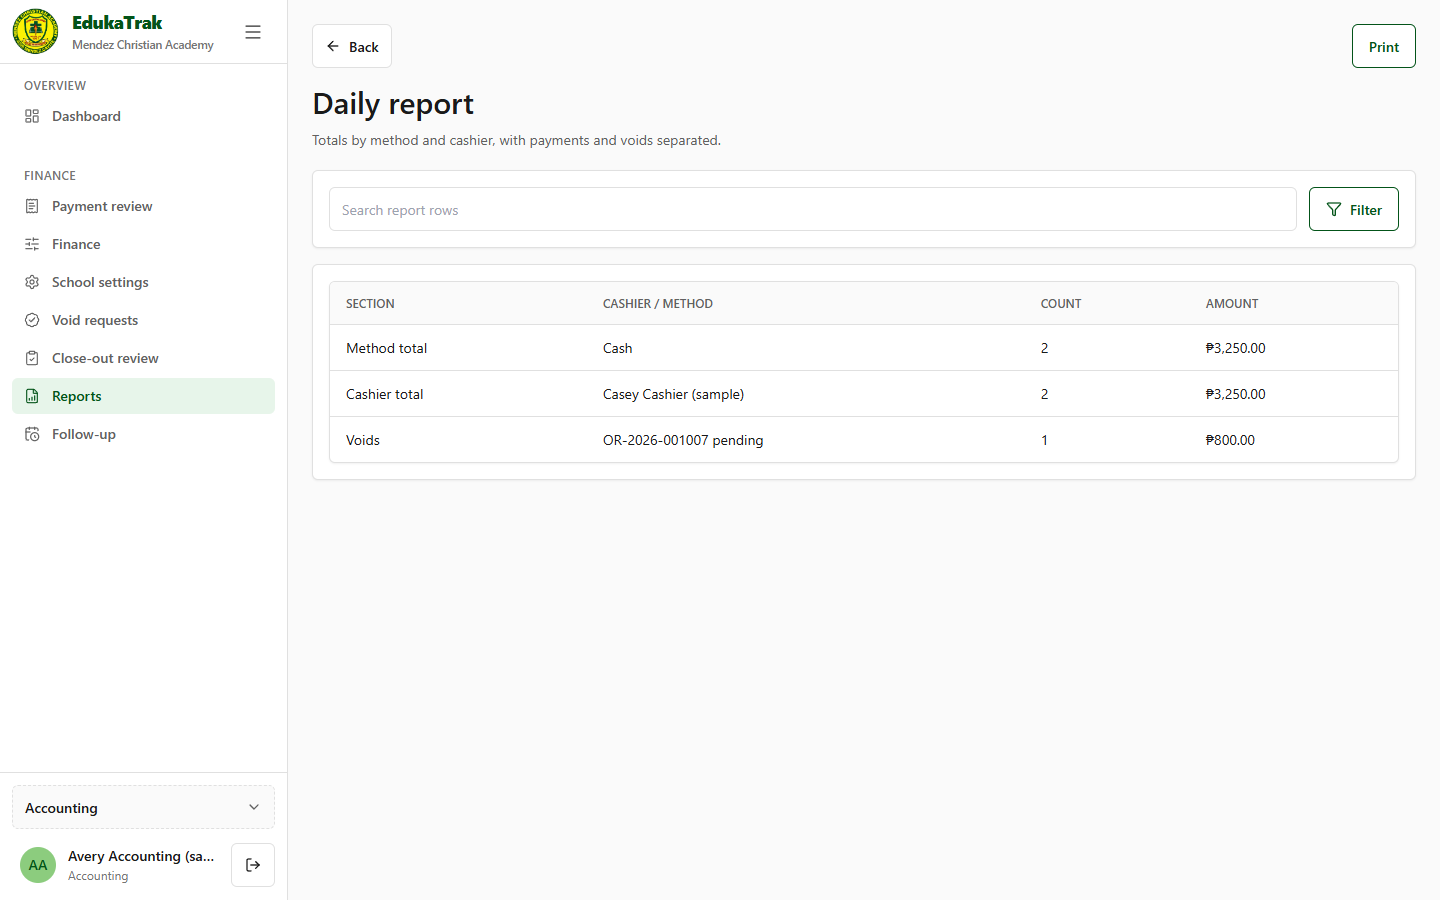 EdukaTrak
Mendez Christian Academy
OVERVIEW
Dashboard
FINANCE
Payment review
Finance
School settings
Void requests
Close-out review
Reports
Follow-up
Accounting
AA
Avery Accounting (sa...
Accounting
Back
Print
Daily report
Totals by method and cashier, with payments and voids separated.
Search report rows
Filter
SECTION CASHIER / METHOD COUNT AMOUNT
Method total Cash 2 ₱3,250.00
Cashier total Casey Cashier (sample) 2 ₱3,250.00
Voids OR-2026-001007 pending 1 ₱800.00